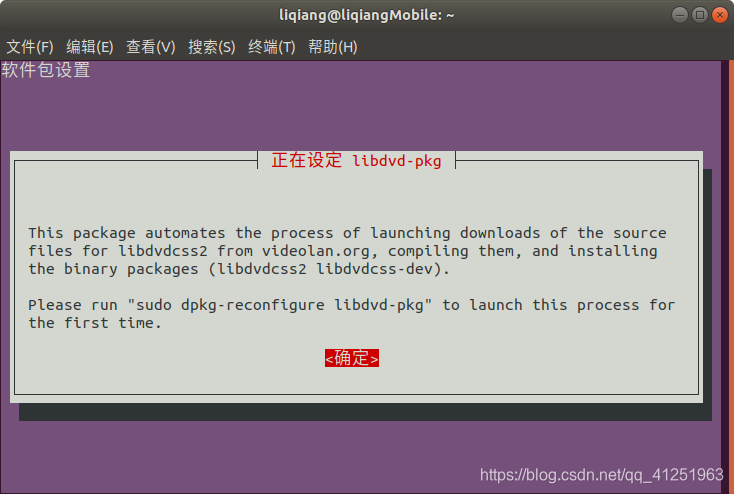 liqiang@liqiangMobile: ~
文件(F) 编辑(E) 查看(V) 搜索(S) 终端(T) 帮助(H)
软件包设置
正在设定 libdvd-pkg
This package automates the process of launching downloads of the source
files for libdvdcss2 from videolan.org, compiling them, and installing
the binary packages (libdvdcss2 libdvdcss-dev).
Please run "sudo dpkg-reconfigure libdvd-pkg" to launch this process for
the first time.
<确定>
https://blog.csdn.net/qq_41251963